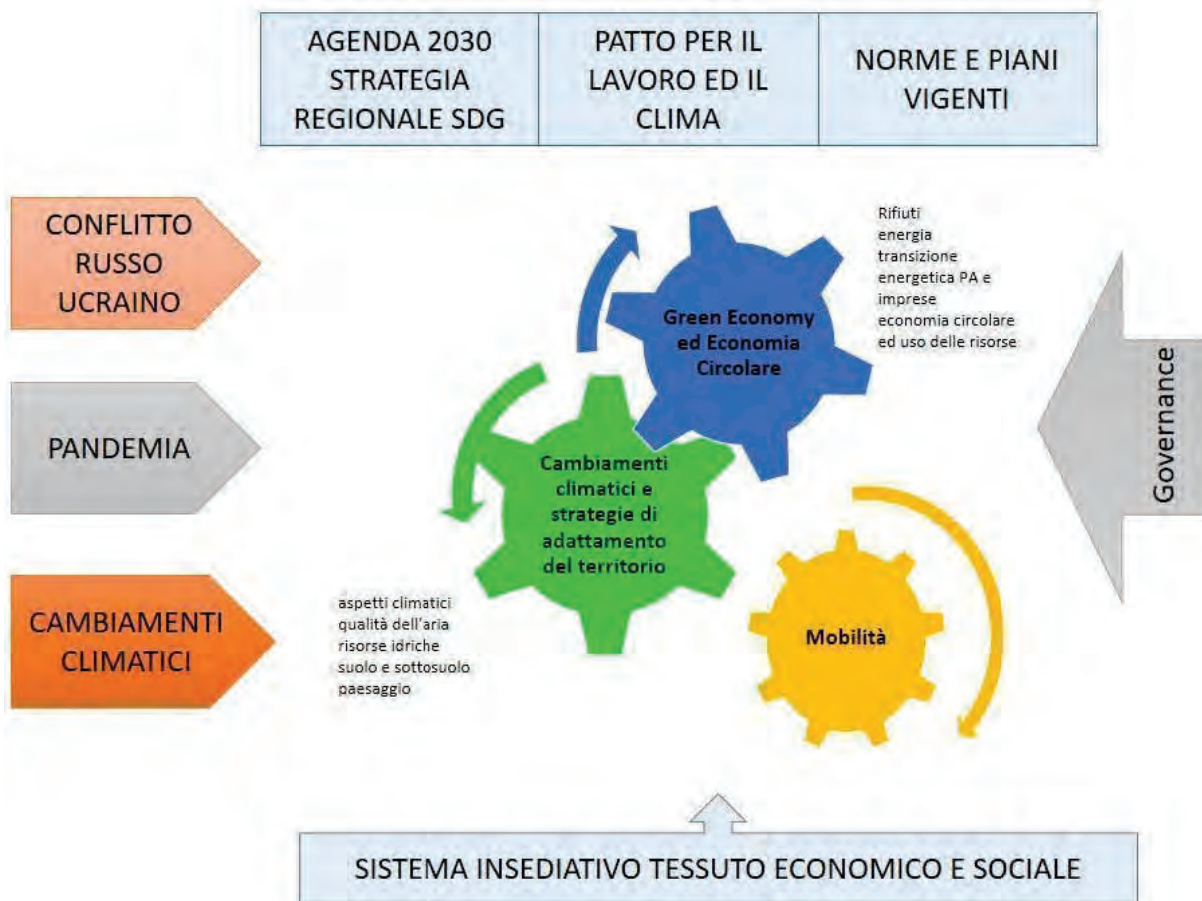 AGENDA 2030
STRATEGIA
REGIONALE SDG
PATTO PER IL
LAVORO ED IL
CLIMA
NORME E PIANI
VIGENTI
CONFLITTO
RUSSO
UCRAINO
PANDEMIA
CAMBIAMENTI
CLIMATICI
Green Economy
ed Economia
Circolare
Rifiuti
energia
transizione
energetica PA e
imprese
economia circolare
ed uso delle risorse
Cambiamenti
climatici e
strategie di
adattamento
del territorio
aspetti climatici
qualità dell'aria
risorse idriche
suolo e sottosuolo
paesaggio
Mobilità
Governance
SISTEMA INSEDIATIVO TESSUTO ECONOMICO E SOCIALE